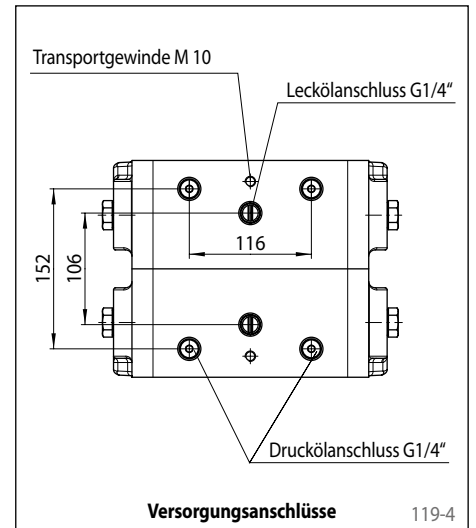 Transportgewinde M 10
Leckölanschluss G1/4“
116
152
106
Druckölanschluss G1/4“
Versorgungsanschlüsse
119-4